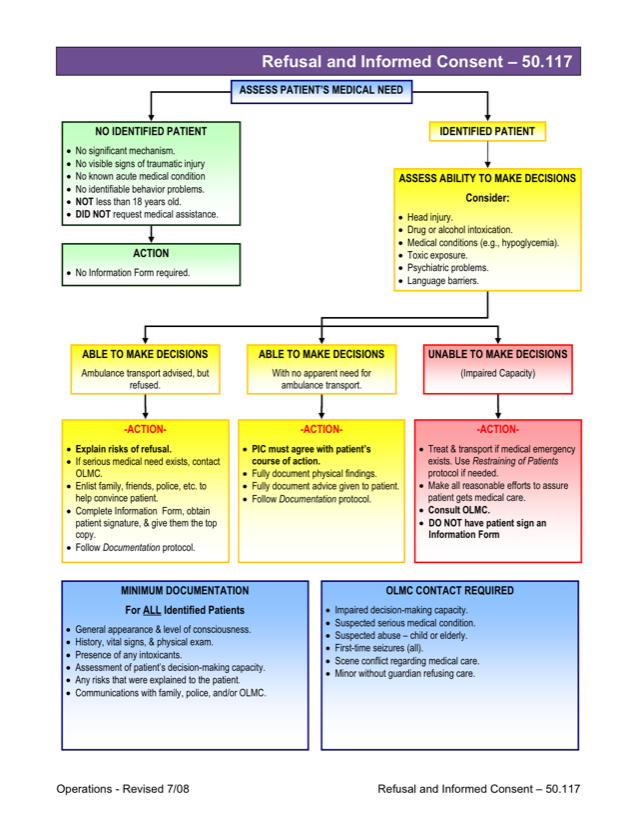 Refusal and Informed Consent – 50.117
ASSESS PATIENT'S MEDICAL NEED
NO IDENTIFIED PATIENT
• No significant mechanism.
• No visible signs of traumatic injury
• No known acute medical condition
• No identifiable behavior problems.
• NOT less than 18 years old.
• DID NOT request medical assistance.
ACTION
• No Information Form required.
IDENTIFIED PATIENT
ASSESS ABILITY TO MAKE DECISIONS
Consider:
• Head injury.
• Drug or alcohol intoxication.
• Medical conditions (e.g., hypoglycemia).
• Toxic exposure.
• Psychiatric problems.
• Language barriers.
ABLE TO MAKE DECISIONS
Ambulance transport advised, but
refused.
-ACTION-
• Explain risks of refusal.
• If serious medical need exists, contact
OLMC.
• Enlist family, friends, police, etc. to
help convince patient.
• Complete Information Form, obtain
patient signature, & give them the top
copy.
• Follow Documentation protocol.
ABLE TO MAKE DECISIONS
With no apparent need for
ambulance transport.
-ACTION-
• PIC must agree with patient's
course of action.
• Fully document physical findings.
• Fully document advice given to patient.
• Follow Documentation protocol.
UNABLE TO MAKE DECISIONS
(Impaired Capacity)
-ACTION-
• Treat & transport if medical emergency
exists. Use Restraining of Patients
protocol if needed.
• Make all reasonable efforts to assure
patient gets medical care.
• Consult OLMC.
• DO NOT have patient sign an
Information Form
MINIMUM DOCUMENTATION
For ALL Identified Patients
• General appearance & level of consciousness.
• History, vital signs, & physical exam.
• Presence of any intoxicants.
• Assessment of patient's decision-making capacity.
• Any risks that were explained to the patient.
• Communications with family, police, and/or OLMC.
OLMC CONTACT REQUIRED
• Impaired decision-making capacity.
• Suspected serious medical condition.
• Suspected abuse – child or elderly.
• First-time seizures (all).
• Scene conflict regarding medical care.
• Minor without guardian refusing care.
Operations - Revised 7/08
Refusal and Informed Consent – 50.117